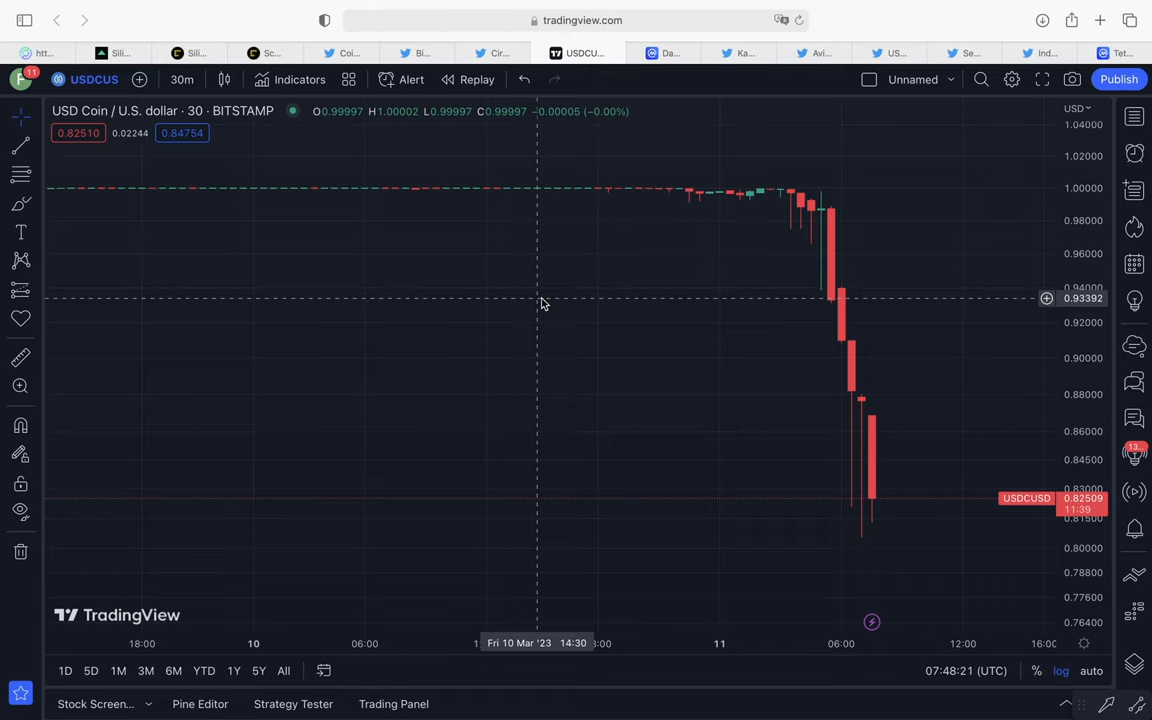 tradingview.com
htt...
Sili...
Sili...
Sc...
Coi...
Bi...
Cir...
USDCU...
Da...
Ka...
Avi...
US...
Se...
Ind...
Tet...
F 11
USDCUS
30m
Indicators
Alert
Replay
Unnamed
Publish
USD Coin / U.S. dollar · 30 · BITSTAMP
O0.99997 H1.00002 L0.99997 C0.99997 −0.00005 (−0.00%)
USD
0.82510 0.02244 0.84754
1.04000
1.02000
1.00000
0.98000
0.96000
0.94000
0.93392
0.92000
0.90000
0.88000
0.86000
0.84500
0.83000
USDCUSD 0.82509
11:39
0.81500
0.80000
0.78800
0.77600
0.76400
13...
TradingView
18:00 10 06:00 Fri 10 Mar '23 14:30 11 06:00 12:00 16:00
1D 5D 1M 3M 6M YTD 1Y 5Y All
07:48:21 (UTC) % log auto
Stock Screen... Pine Editor Strategy Tester Trading Panel